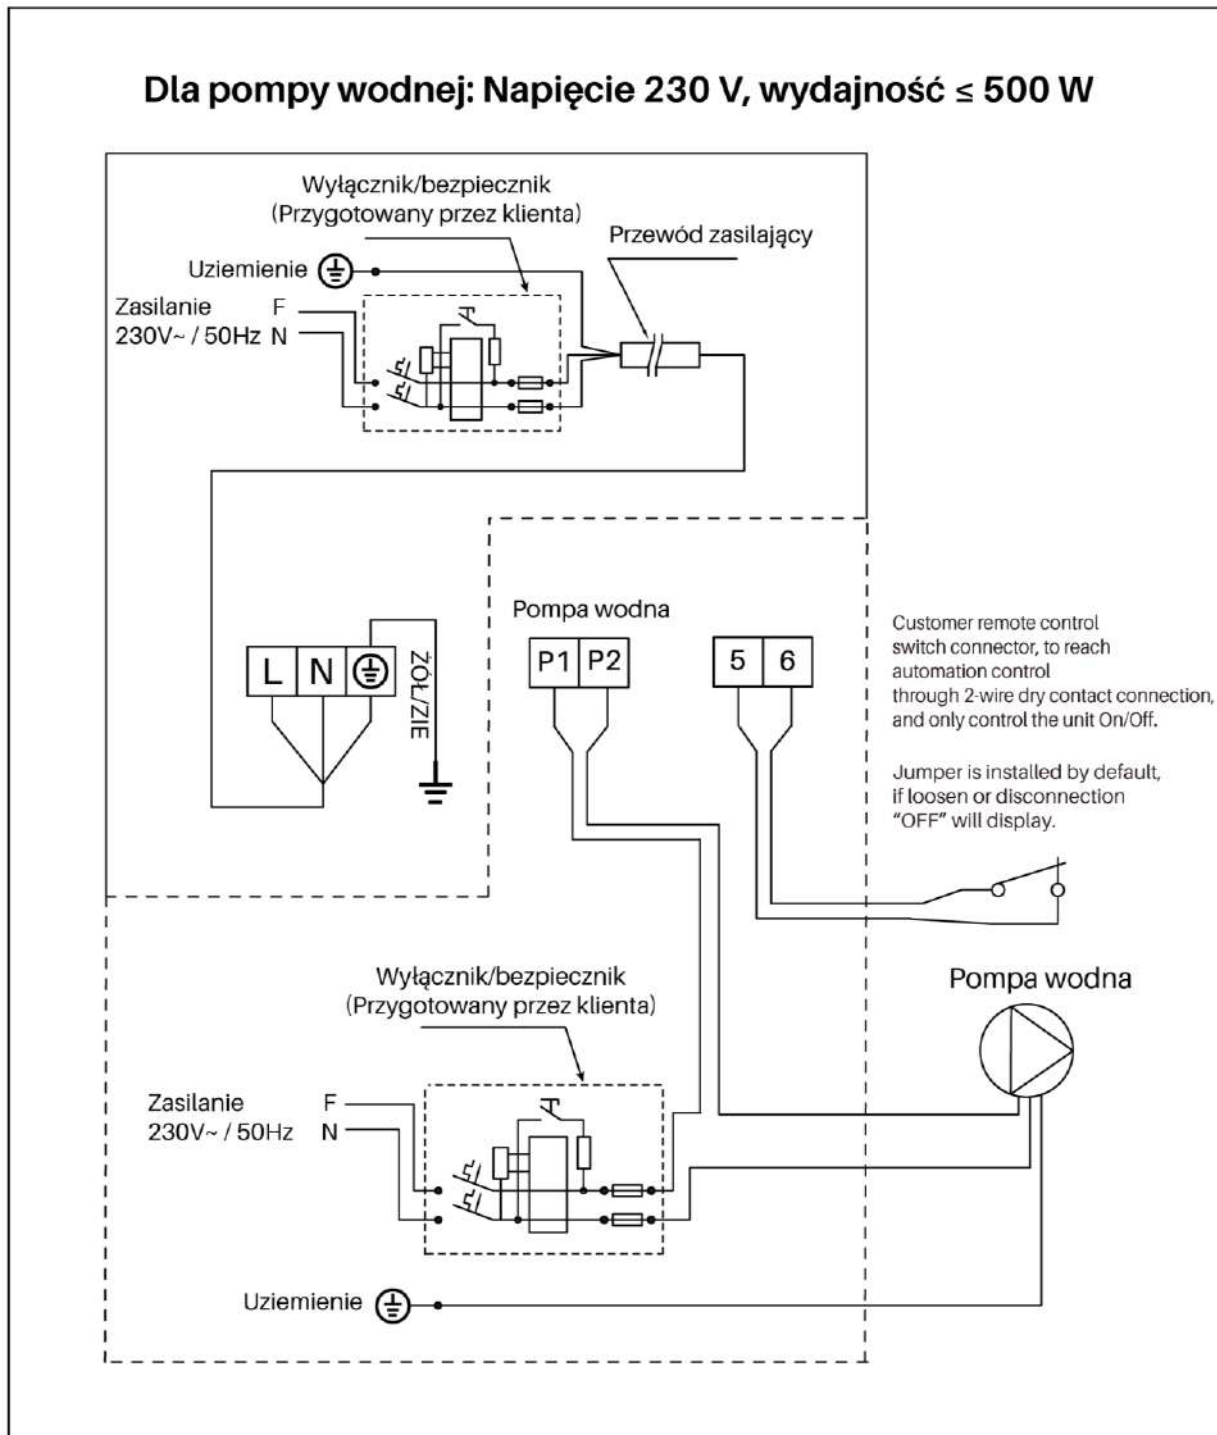 Dla pompy wodnej: Napięcie 230 V, wydajność ≤ 500 W
Wyłącznik/bezpiecznik
(Przygotowany przez klienta)
Przewód zasilający
Uziemienie
Zasilanie F
230V~ / 50Hz N
Pompa wodna
L N
ŻÓŁ/ZIE
P1 P2
5 6
Customer remote control
switch connector, to reach
automation control
through 2-wire dry contact connection,
and only control the unit On/Off.
Jumper is installed by default,
if loosen or disconnection
“OFF” will display.
Wyłącznik/bezpiecznik
(Przygotowany przez klienta)
Pompa wodna
Zasilanie F
230V~ / 50Hz N
Uziemienie